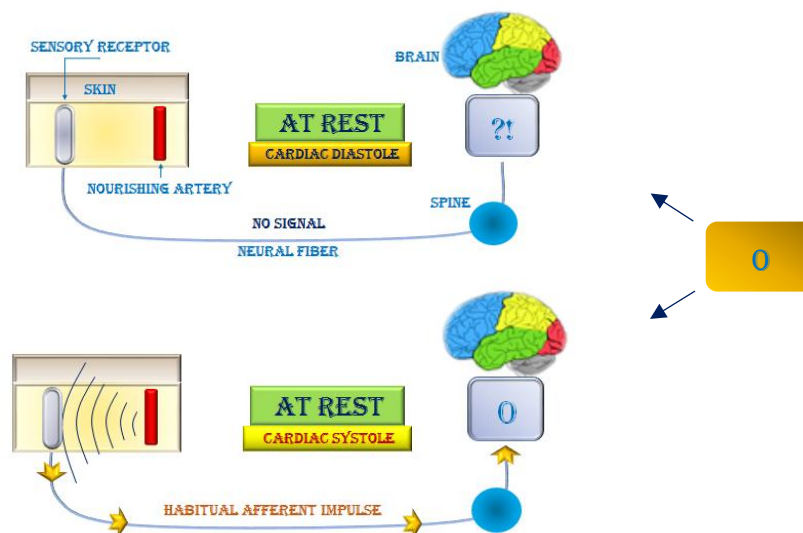 SENSORY RECEPTOR
BRAIN
SKIN
AT REST
?!
CARDIAC DIASTOLE
NOURISHING ARTERY
SPINE
NO SIGNAL
NEURAL FIBER
0
AT REST
0
CARDIAC SYSTOLE
HABITUAL AFFERENT IMPULSE